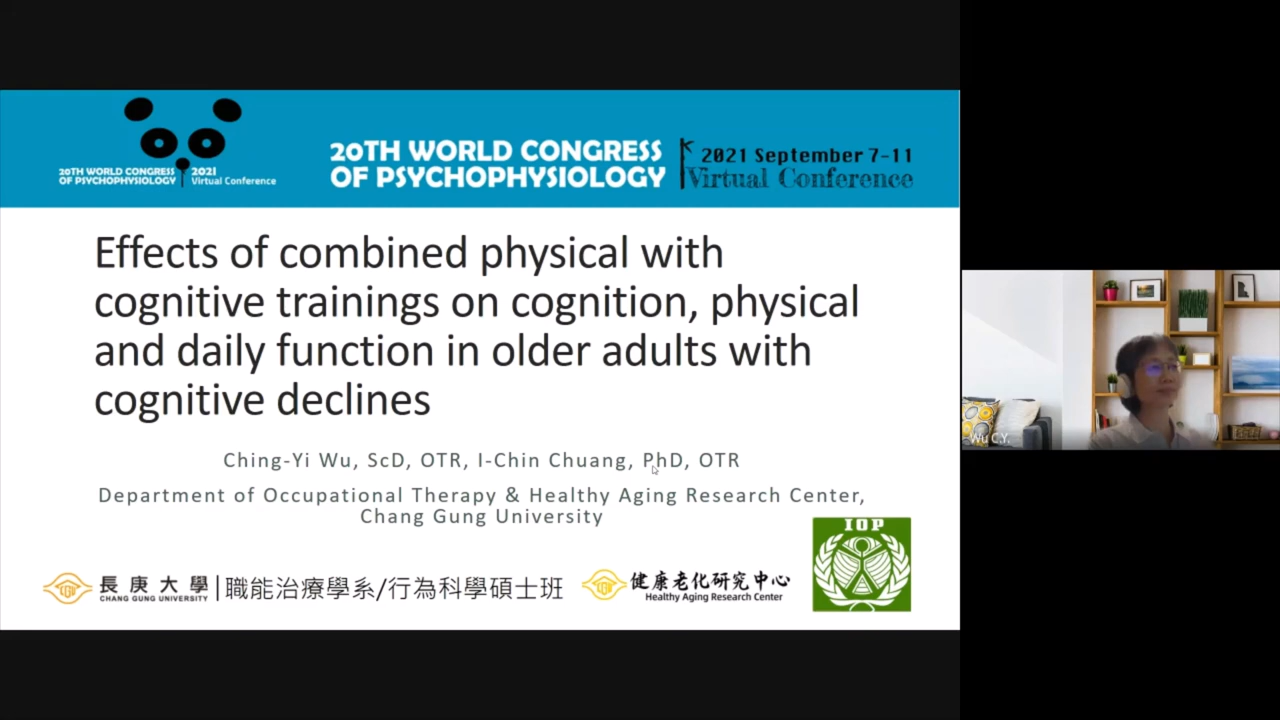 20TH WORLD CONGRESS
OF PSYCHOPHYSIOLOGY
2021
Virtual Conference
20TH WORLD CONGRESS
OF PSYCHOPHYSIOLOGY
2021 September 7-11
Virtual Conference
Effects of combined physical with
cognitive trainings on cognition, physical
and daily function in older adults with
cognitive declines
Ching-Yi Wu, ScD, OTR, I-Chin Chuang, PhD, OTR
Department of Occupational Therapy & Healthy Aging Research Center,
Chang Gung University
長庚大學
CHANG GUNG UNIVERSITY
職能治療學系/行為科學碩士班
健康老化研究中心
Healthy Aging Research Center
IOP
Wu C.Y.